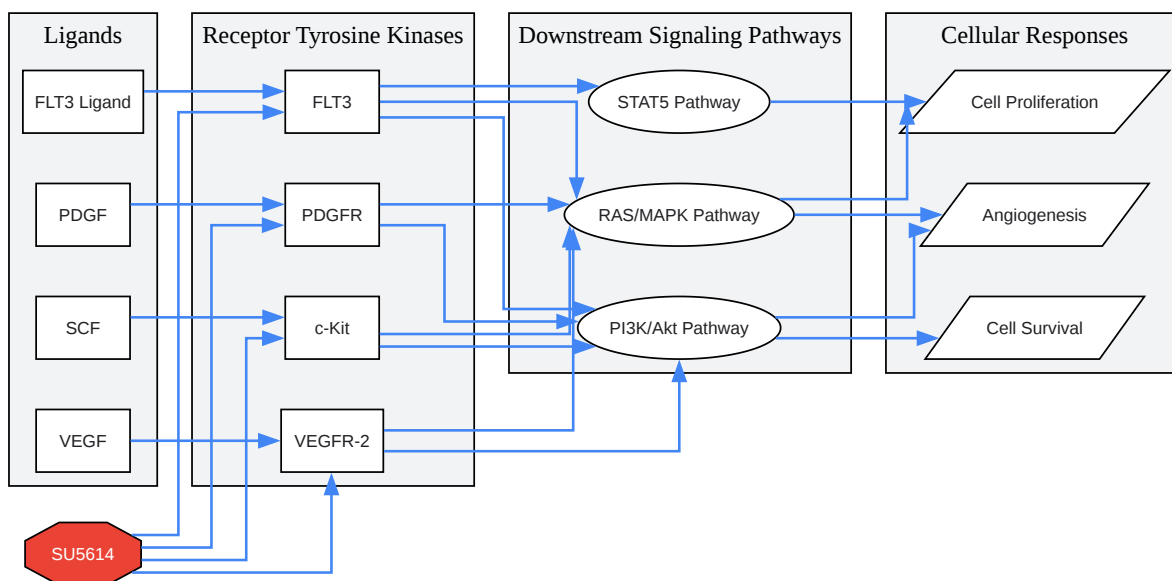 Ligands
Receptor Tyrosine Kinases
Downstream Signaling Pathways
Cellular Responses
FLT3 Ligand
FLT3
STAT5 Pathway
Cell Proliferation
PDGF
PDGFR
RAS/MAPK Pathway
Angiogenesis
SCF
c-Kit
PI3K/Akt Pathway
Cell Survival
VEGF
VEGFR-2
SU5614